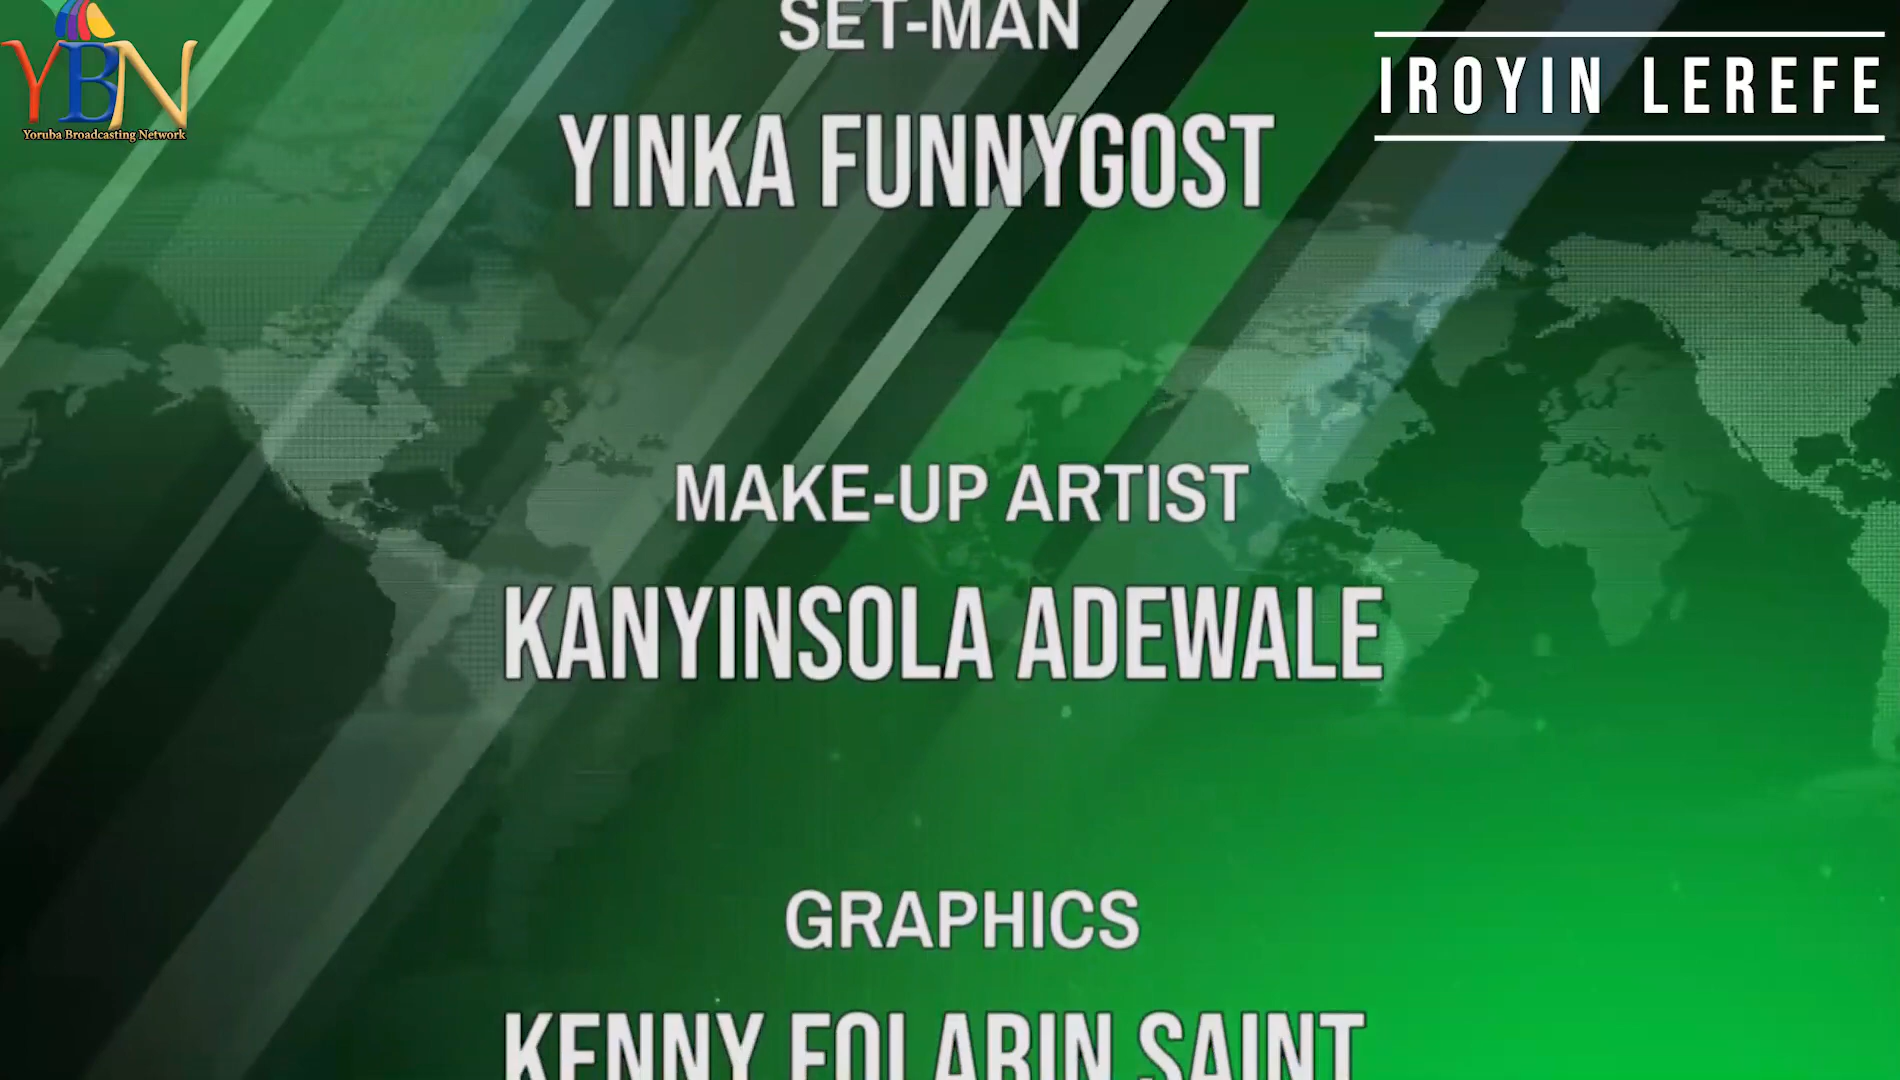 SET-MAN
YBN
Yoruba Broadcasting Network
IROYIN LEREFE
YINKA FUNNYGOST
MAKE-UP ARTIST
KANYINSOLA ADEWALE
GRAPHICS
KENNY FOLARIN SAINT